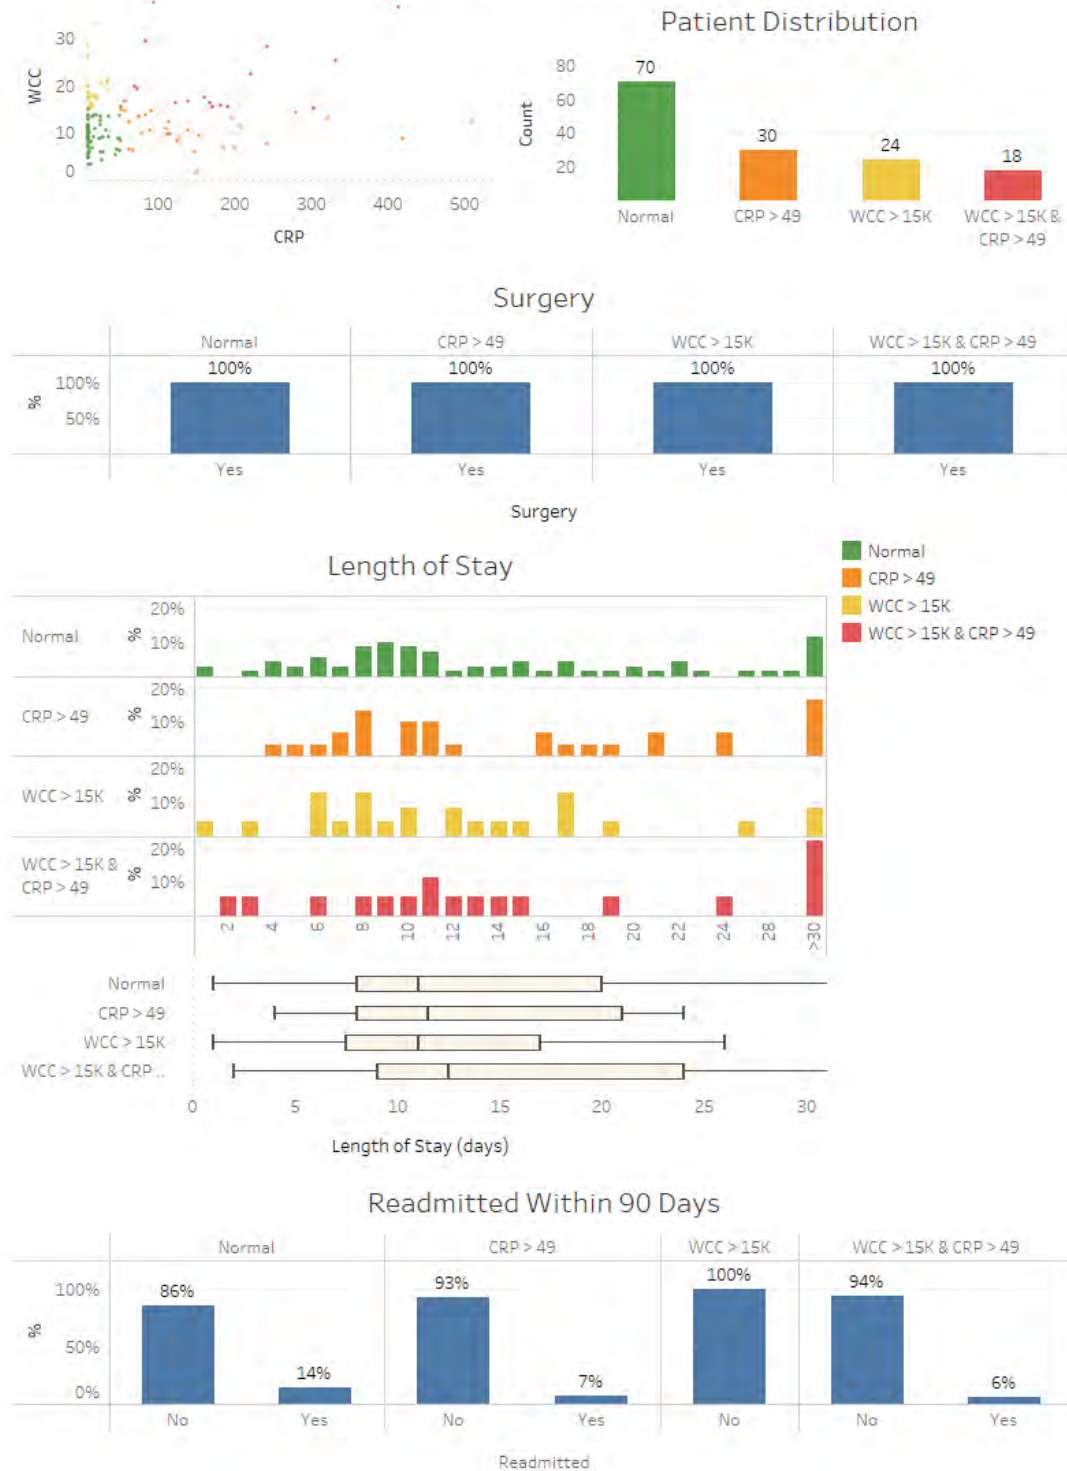 30
20
10
0
WCC
100 200 300 400 500
CRP
Patient Distribution
80
60
40
20
Count
70
30
24
18
Normal
CRP > 49
WCC > 15K
WCC > 15K &
CRP > 49
Surgery
Normal CRP > 49 WCC > 15K WCC > 15K & CRP > 49
100% 100% 100% 100%
100%
50%
%
Yes Yes Yes Yes
Surgery
Length of Stay
Normal
CRP > 49
WCC > 15K
WCC > 15K & CRP > 49
Normal
%
20%
10%
CRP > 49
%
20%
10%
WCC > 15K
%
20%
10%
WCC > 15K &
CRP > 49
%
20%
10%
2 4 6 8 10 12 14 16 18 20 22 24 26 28 >30
Normal
CRP > 49
WCC > 15K
WCC > 15K & CRP ..
0 5 10 15 20 25 30
Length of Stay (days)
Readmitted Within 90 Days
Normal CRP > 49 WCC > 15K WCC > 15K & CRP > 49
100%
50%
0%
%
86% 14% 93% 7% 100% 94% 6%
No Yes No Yes No No Yes
Readmitted